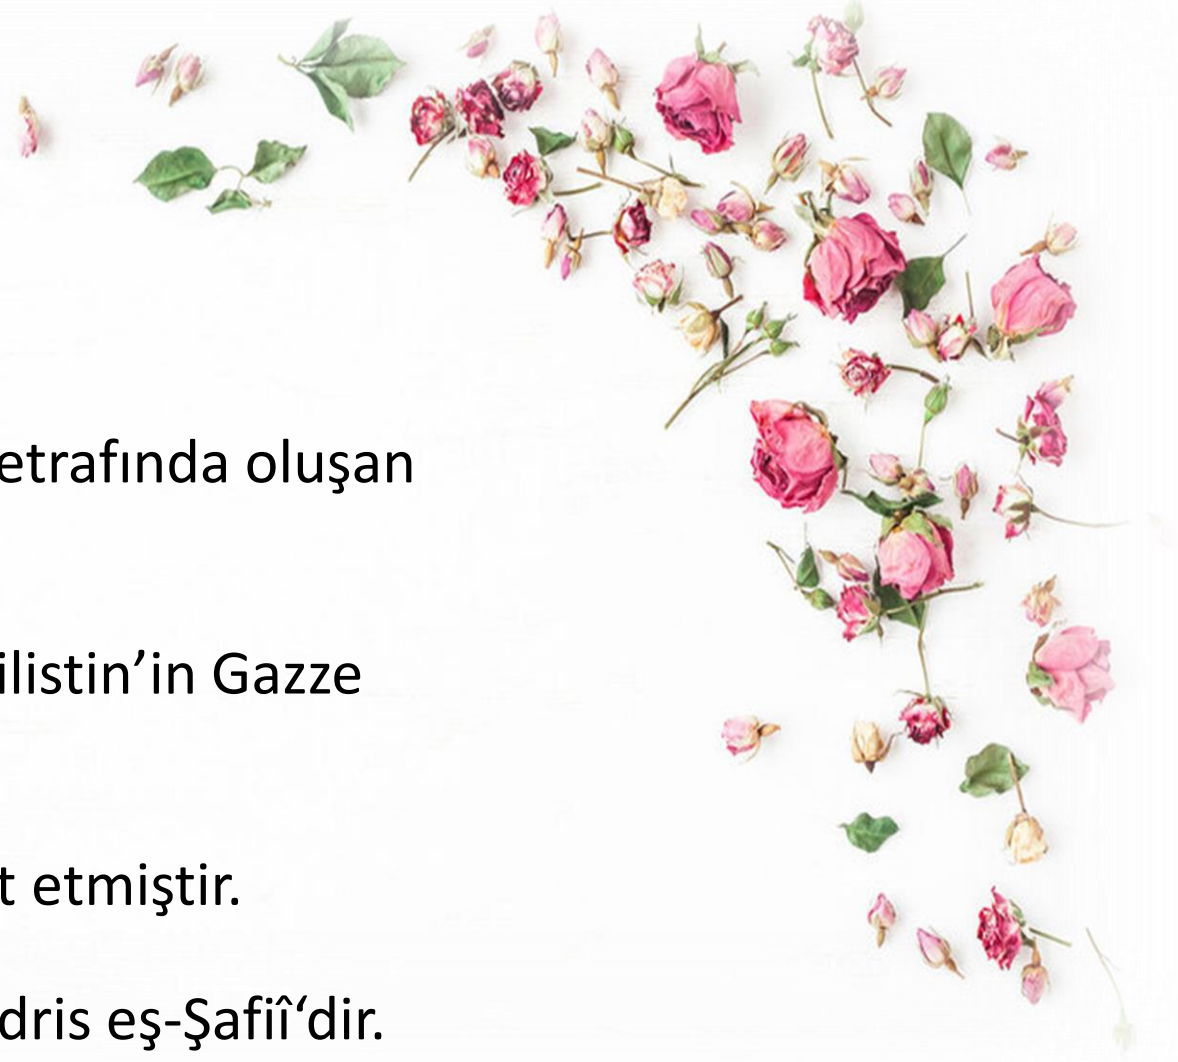 etrafında oluşan
ilistin’in Gazze
t etmiştir.
dris eş-Şafiî‘dir.